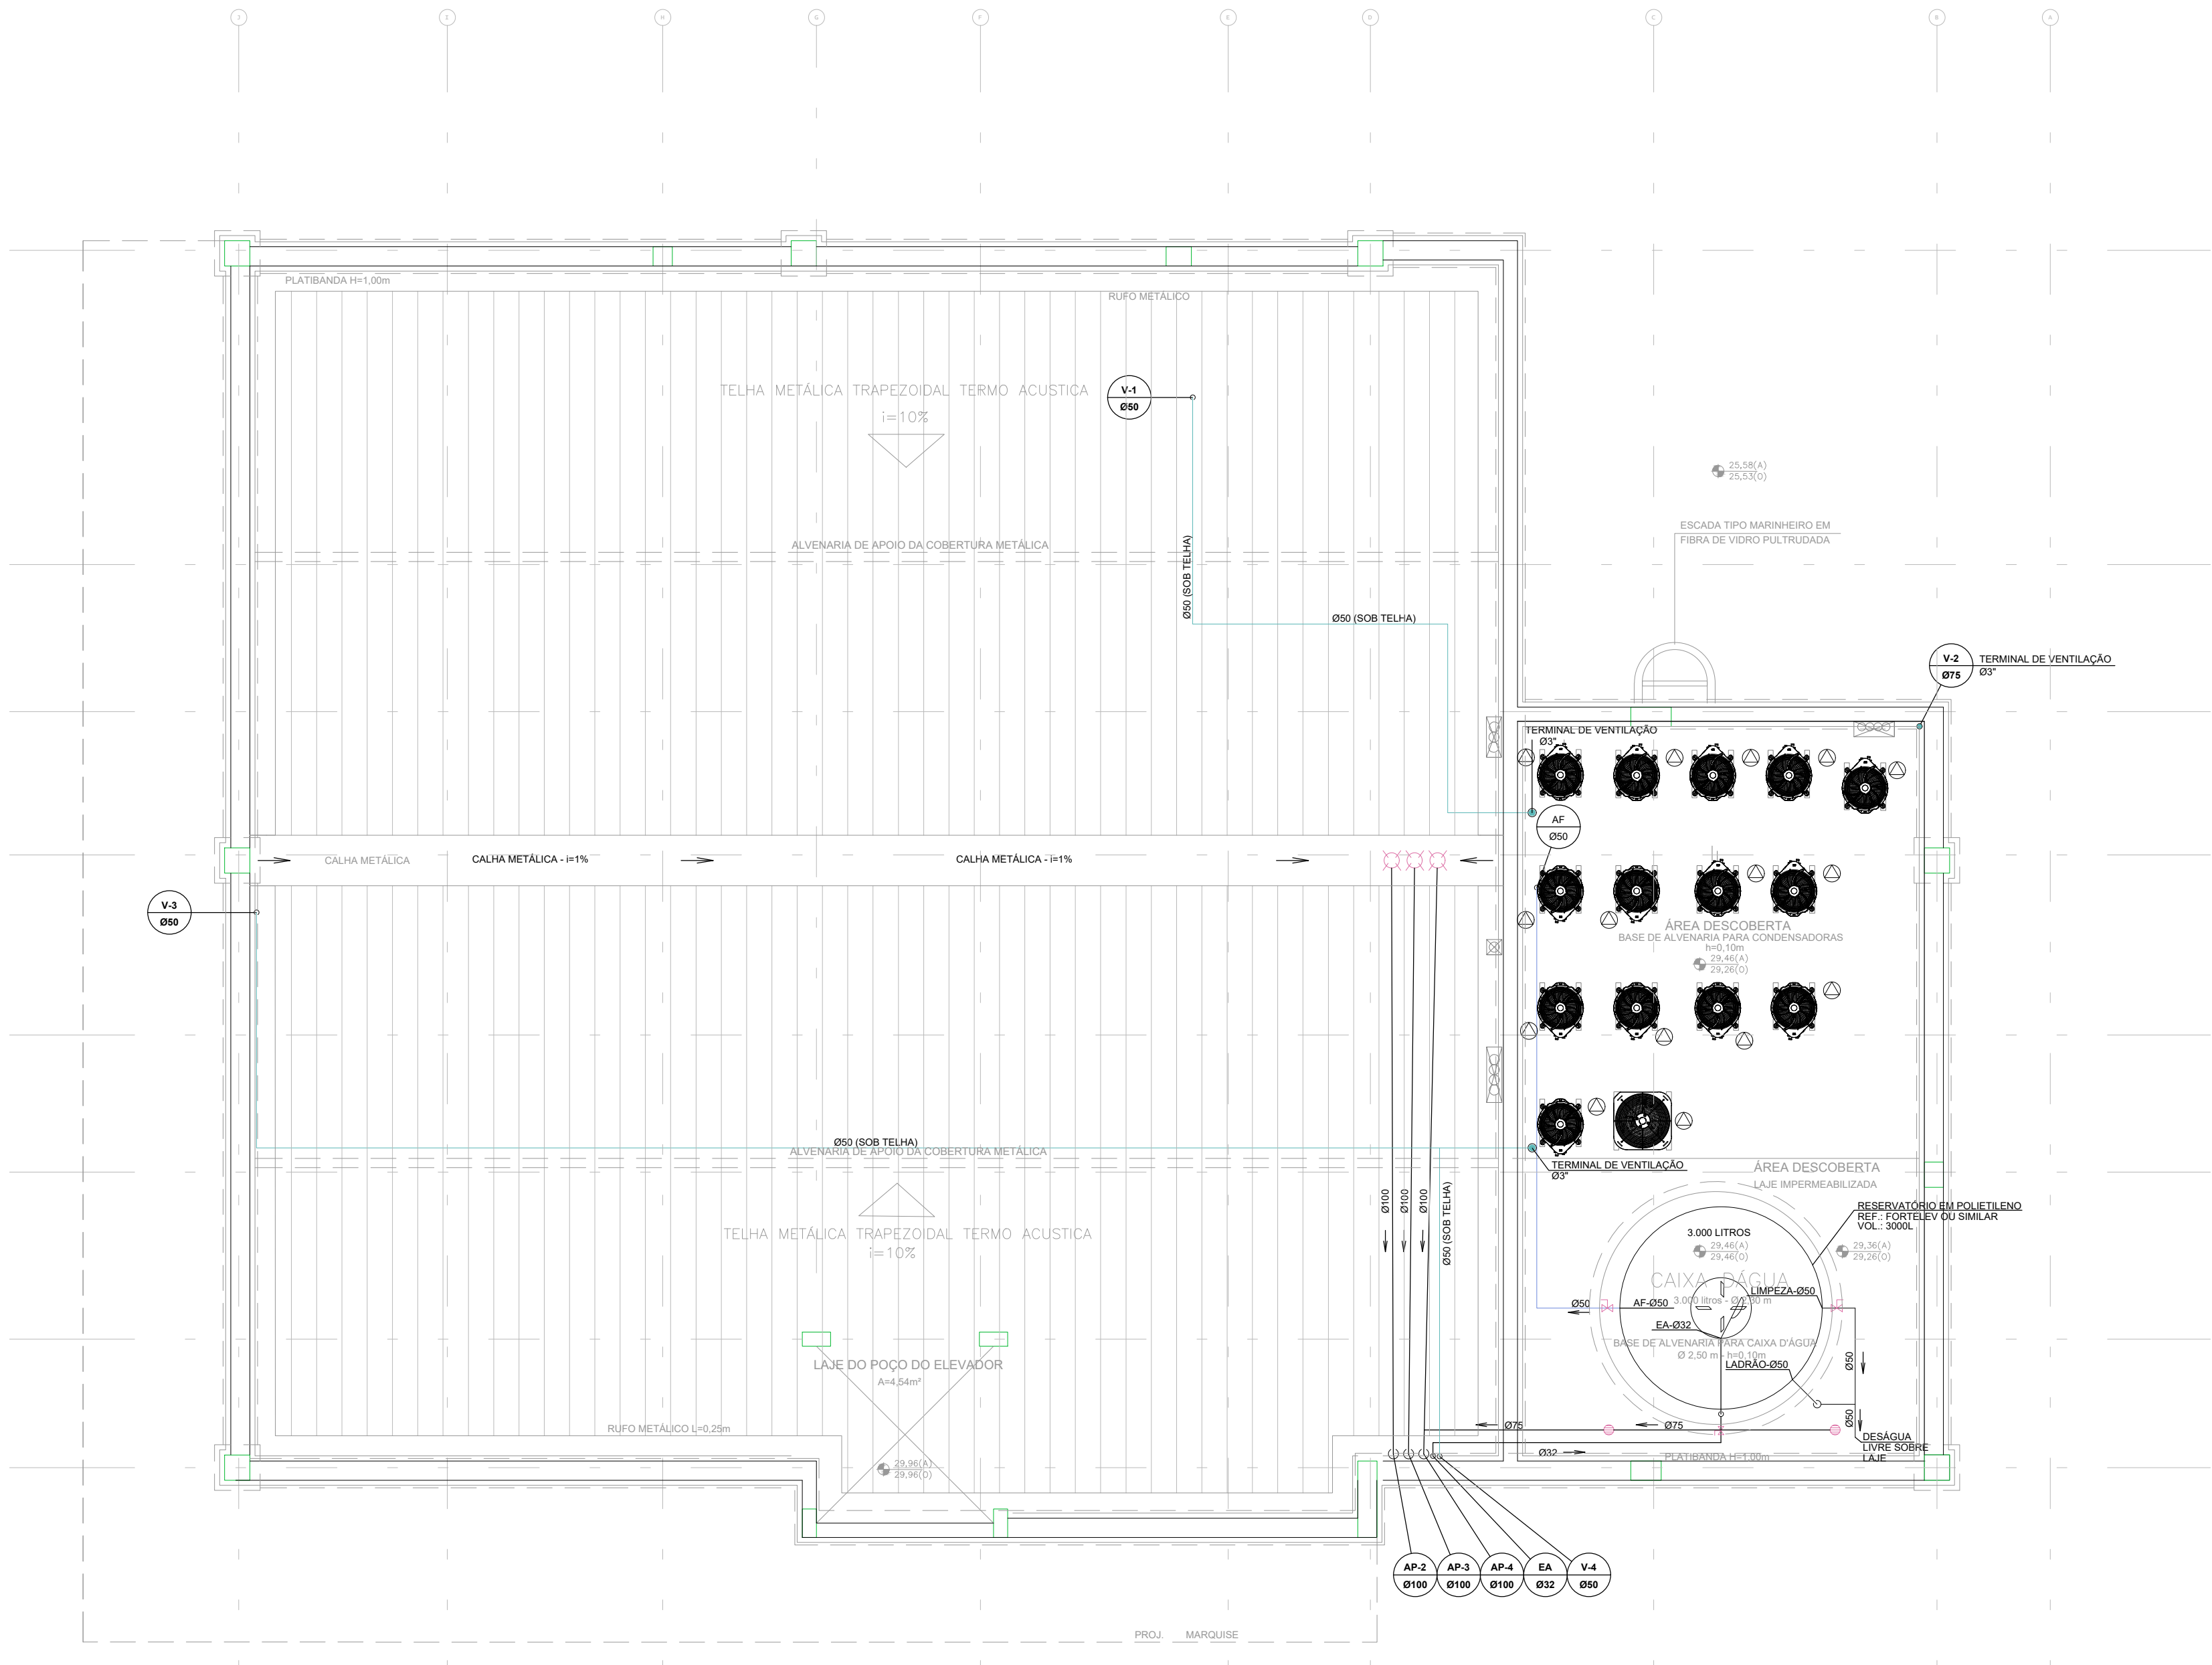 J
I
H
G
F
E
D
C
B
A
PLATIBANDA H=1,00m
RUFO METÁLICO
TELHA METÁLICA TRAPEZOIDAL TERMO ACUSTICA
i=10%
V-1
Ø50
25,58(A)
25,53(O)
ESCADA TIPO MARINHEIRO EM
FIBRA DE VIDRO PULTRUDADA
ALVENARIA DE APOIO DA COBERTURA METÁLICA
Ø50 (SOB TELHA)
Ø50 (SOB TELHA)
V-2
Ø75
TERMINAL DE VENTILAÇÃO
Ø3"
TERMINAL DE VENTILAÇÃO
Ø3"
AF
Ø50
CALHA METÁLICA
CALHA METÁLICA - i=1%
CALHA METÁLICA - i=1%
V-3
Ø50
ÁREA DESCOBERTA
BASE DE ALVENARIA PARA CONDENSADORAS
h=0,10m
29,46(A)
29,26(O)
Ø50 (SOB TELHA)
ALVENARIA DE APOIO DA COBERTURA METÁLICA
TERMINAL DE VENTILAÇÃO
Ø3"
ÁREA DESCOBERTA
LAJE IMPERMEABILIZADA
Ø100
Ø100
Ø100
Ø50 (SOB TELHA)
RESERVATÓRIO EM POLIETILENO
REF.: FORTELEV OU SIMILAR
VOL.: 3000L
TELHA METÁLICA TRAPEZOIDAL TERMO ACUSTICA
i=10%
3.000 LITROS
29,46(A)
29,46(O)
29,36(A)
29,26(O)
CAIXA DÁGUA
LIMPEZA-Ø50
3.000 litros - Ø 2,30 m
Ø50
AF-Ø50
EA-Ø32
BASE DE ALVENARIA PARA CAIXA D'ÁGUA
Ø 2,50 m - h=0,10m
LADRÃO-Ø50
Ø50
LAJE DO POÇO DO ELEVADOR
A=4,54m²
RUFO METÁLICO L=0,25m
Ø75
Ø75
Ø50
DESÁGUA
LIVRE SOBRE
LAJE
Ø32
PLATIBANDA H=1.00m
29,96(A)
29,96(O)
AP-2
Ø100
AP-3
Ø100
AP-4
Ø100
EA
Ø32
V-4
Ø50
PROJ. MARQUISE